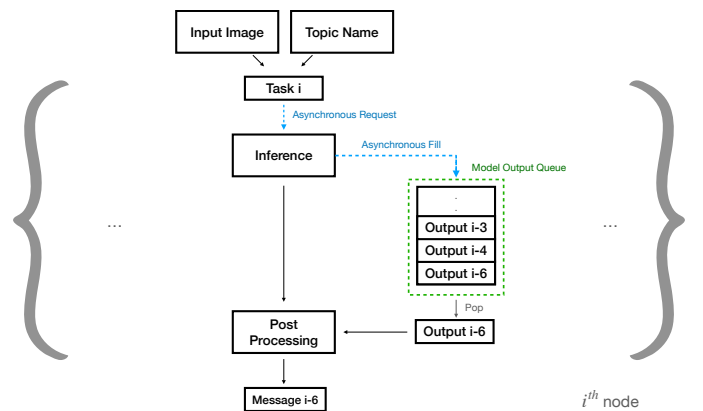 Input Image
Topic Name
Task i
Asynchronous Request
Inference
Asynchronous Fill
Model Output Queue
.
.
Output i-3
Output i-4
Output i-6
...
...
Pop
Post
Processing
Output i-6
Message i-6
iᵗʰ node